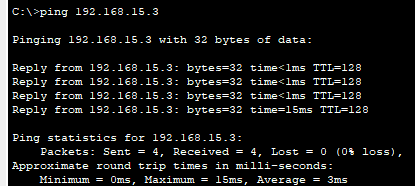 C:\>ping 192.168.15.3
Pinging 192.168.15.3 with 32 bytes of data:
Reply from 192.168.15.3: bytes=32 time<1ms TTL=128
Reply from 192.168.15.3: bytes=32 time<1ms TTL=128
Reply from 192.168.15.3: bytes=32 time<1ms TTL=128
Reply from 192.168.15.3: bytes=32 time=15ms TTL=128
Ping statistics for 192.168.15.3:
Packets: Sent = 4, Received = 4, Lost = 0 (0% loss),
Approximate round trip times in milli-seconds:
Minimum = 0ms, Maximum = 15ms, Average = 3ms